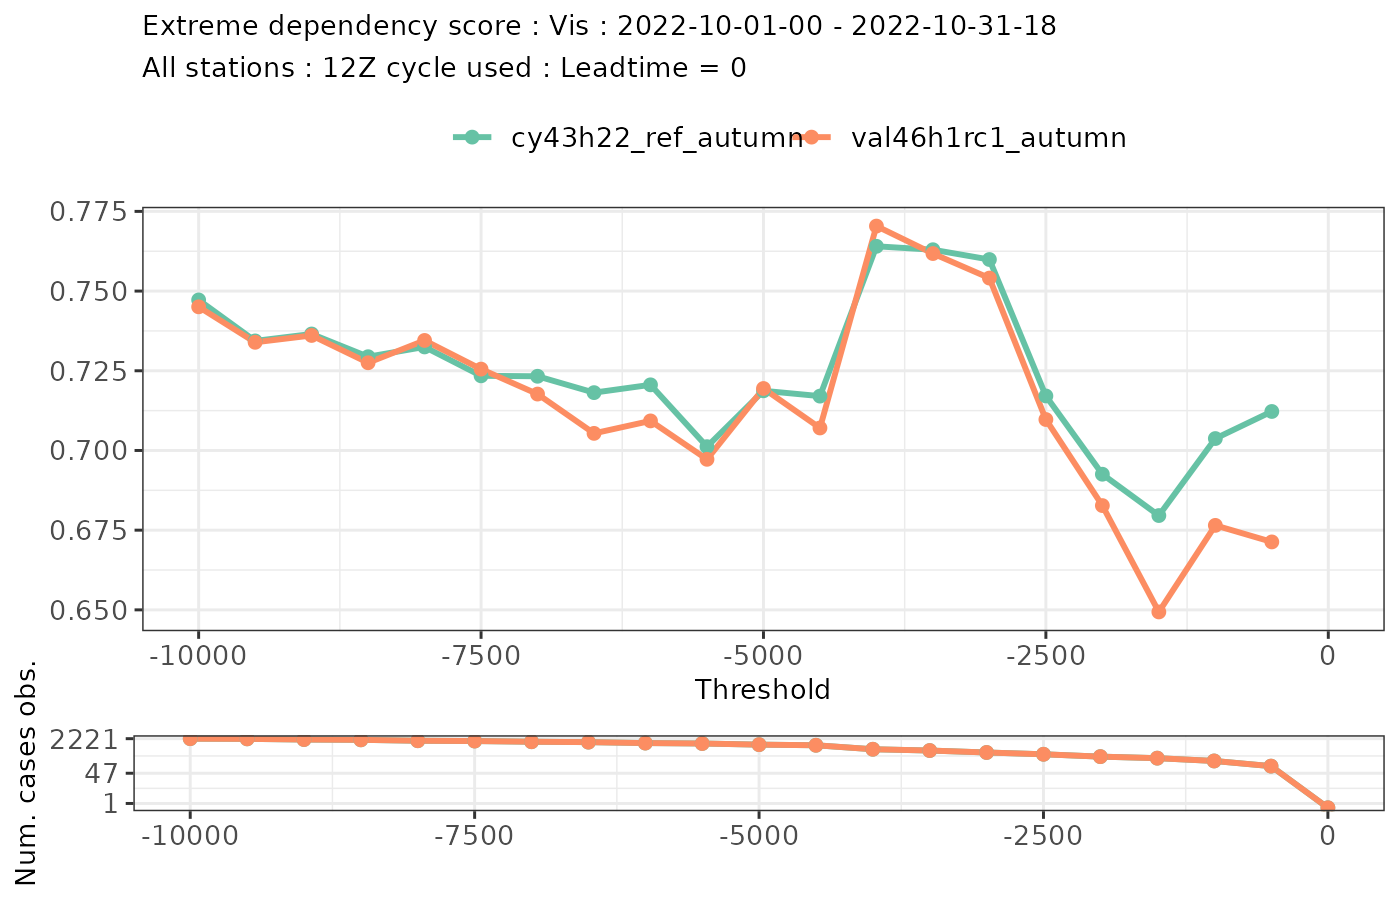 Extreme dependency score : Vis : 2022-10-01-00 - 2022-10-31-18
All stations : 12Z cycle used : Leadtime = 0
cy43h22_ref_autumn val46h1rc1_autumn
0.775
0.750
0.725
0.700
0.675
0.650
-10000 -7500 -5000 -2500 0
Threshold
Num. cases obs.
2221
47
1
-10000 -7500 -5000 -2500 0